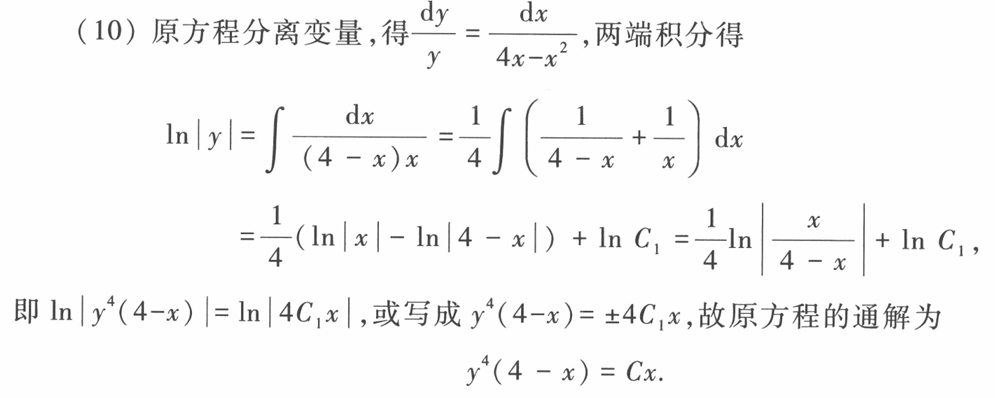 (10) 原方程分离变量,得 dy/y = dx/(4x-x²),两端积分得
ln|y| = ∫ dx/((4 - x)x) = 1/4 ∫ (1/(4 - x) + 1/x) dx
= 1/4 (ln|x| - ln|4 - x|) + ln C₁ = 1/4 ln|x/(4 - x)| + ln C₁,
即 ln|y⁴(4-x)| = ln|4C₁x|,或写成 y⁴(4-x) = ±4C₁x,故原方程的通解为
y⁴(4 - x) = Cx.